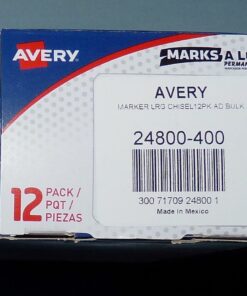 AVERY
MARKS A LO
PERMAN
AVERY
MARKER LRG CHISEL12PK AD BULK
24800-400
300 71709 24800 1
Made in Mexico
12 PACK /
PQT /
PIEZAS